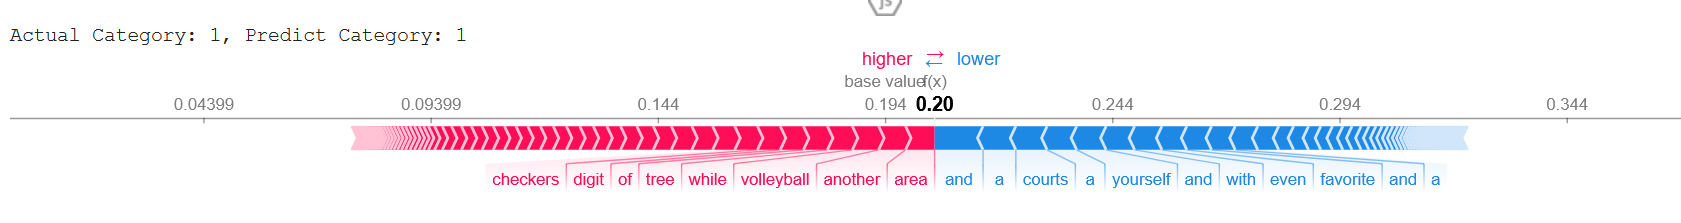 JS
Actual Category: 1, Predict Category: 1
higher lower
base value f(x)
0.04399 0.09399 0.144 0.194 0.20 0.244 0.294 0.344
checkers digit of tree while volleyball another area and a courts a yourself and with even favorite and a